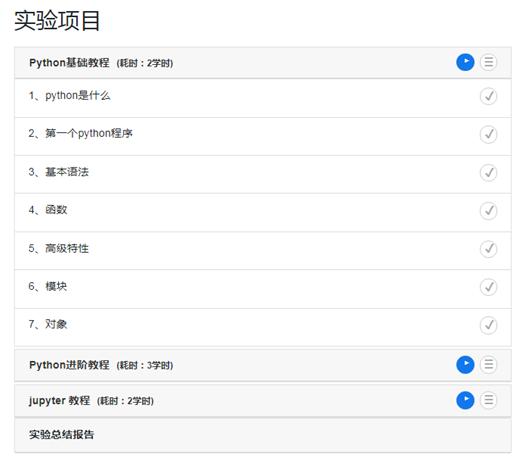 实验项目
Python基础教程 (耗时：2学时)
1、python是什么
2、第一个python程序
3、基本语法
4、函数
5、高级特性
6、模块
7、对象
Python进阶教程 (耗时：3学时)
jupyter 教程 (耗时：2学时)
实验总结报告